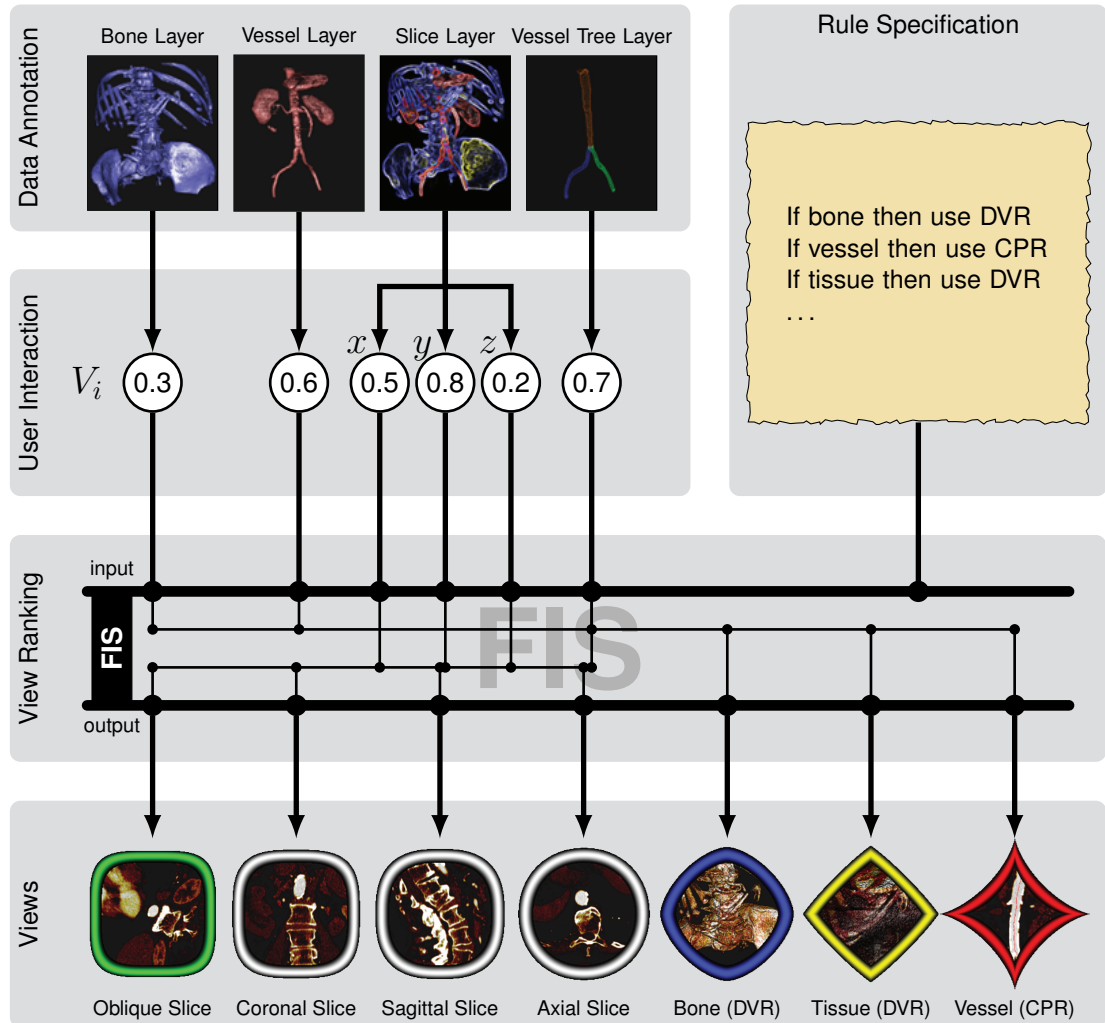 Data Annotation
Bone Layer
Vessel Layer
Slice Layer
Vessel Tree Layer
Rule Specification
If bone then use DVR
If vessel then use CPR
If tissue then use DVR
...
User Interaction
x
y
z
V_i
0.3
0.6
0.5
0.8
0.2
0.7
View Ranking
input
FIS
FIS
output
Views
Oblique Slice
Coronal Slice
Sagittal Slice
Axial Slice
Bone (DVR)
Tissue (DVR)
Vessel (CPR)